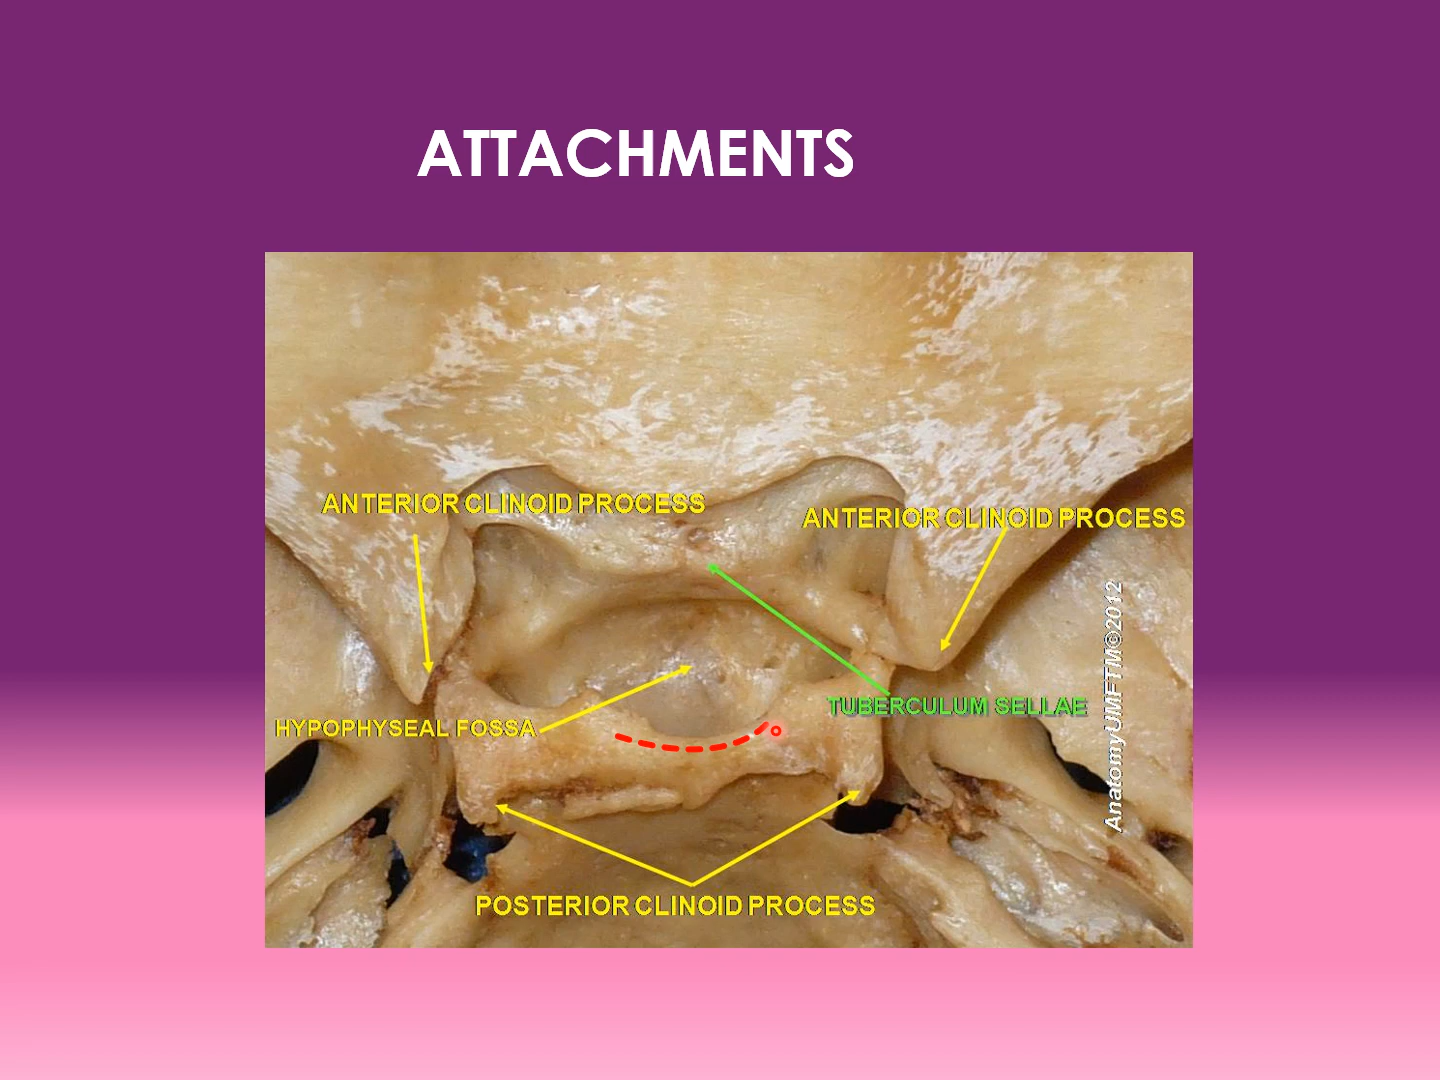 ATTACHMENTS
ANTERIOR CLINOID PROCESS
ANTERIOR CLINOID PROCESS
HYPOPHYSEAL FOSSA
TUBERCULUM SELLAE
POSTERIOR CLINOID PROCESS
AnatomyUMFTM©2012